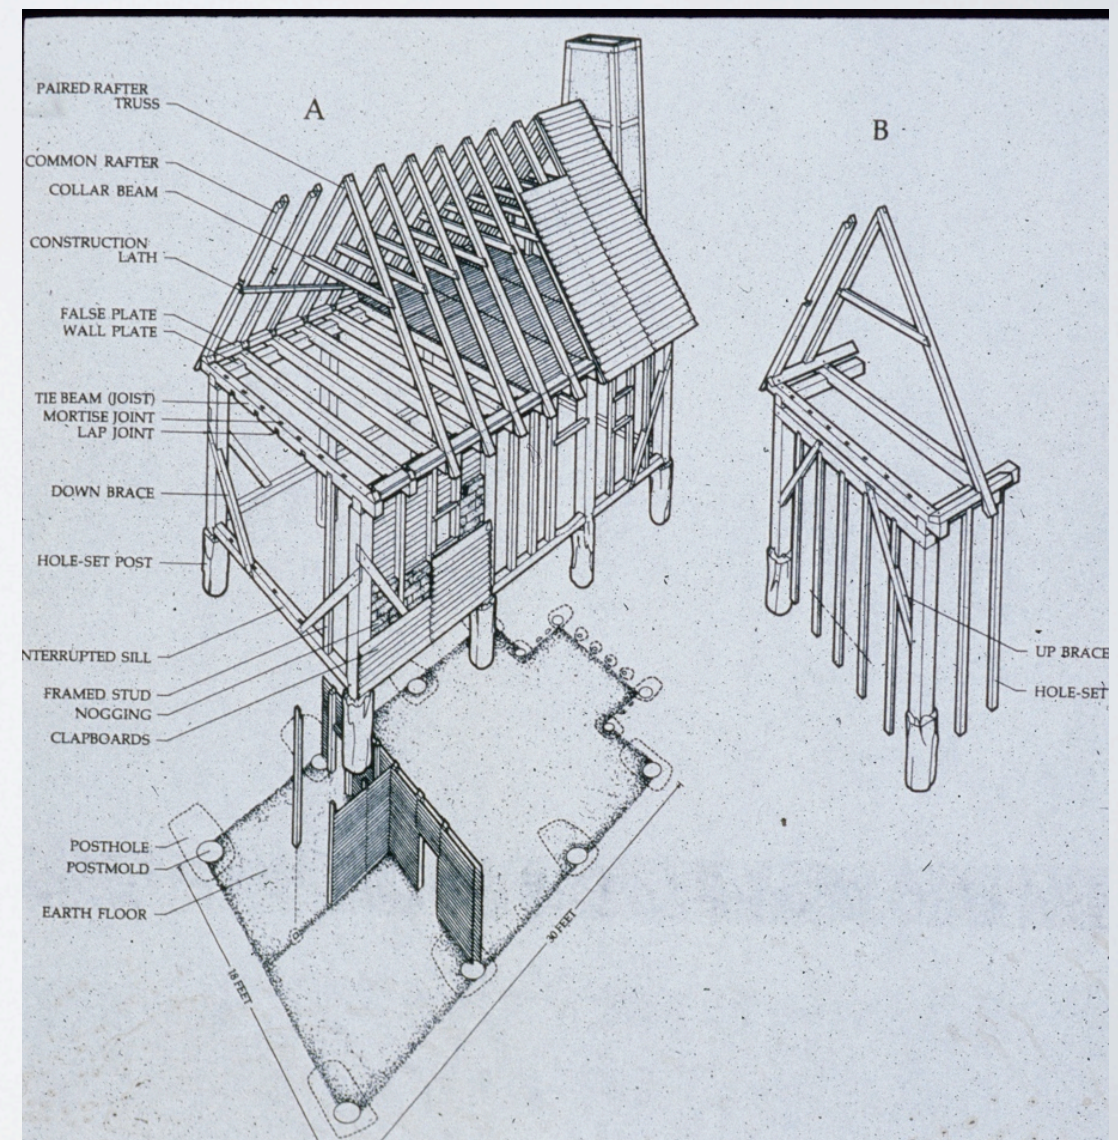 A
B
PAIRED RAFTER
TRUSS
COMMON RAFTER
COLLAR BEAM
CONSTRUCTION
LATH
FALSE PLATE
WALL PLATE
TIE BEAM (JOIST)
MORTISE JOINT
LAP JOINT
DOWN BRACE
HOLE-SET POST
NTERRUPTED SILL
FRAMED STUD
NOGGING
CLAPBOARDS
POSTHOLE
POSTMOLD
EARTH FLOOR
18 FEET
30 FEET
UP BRACE
HOLE-SET